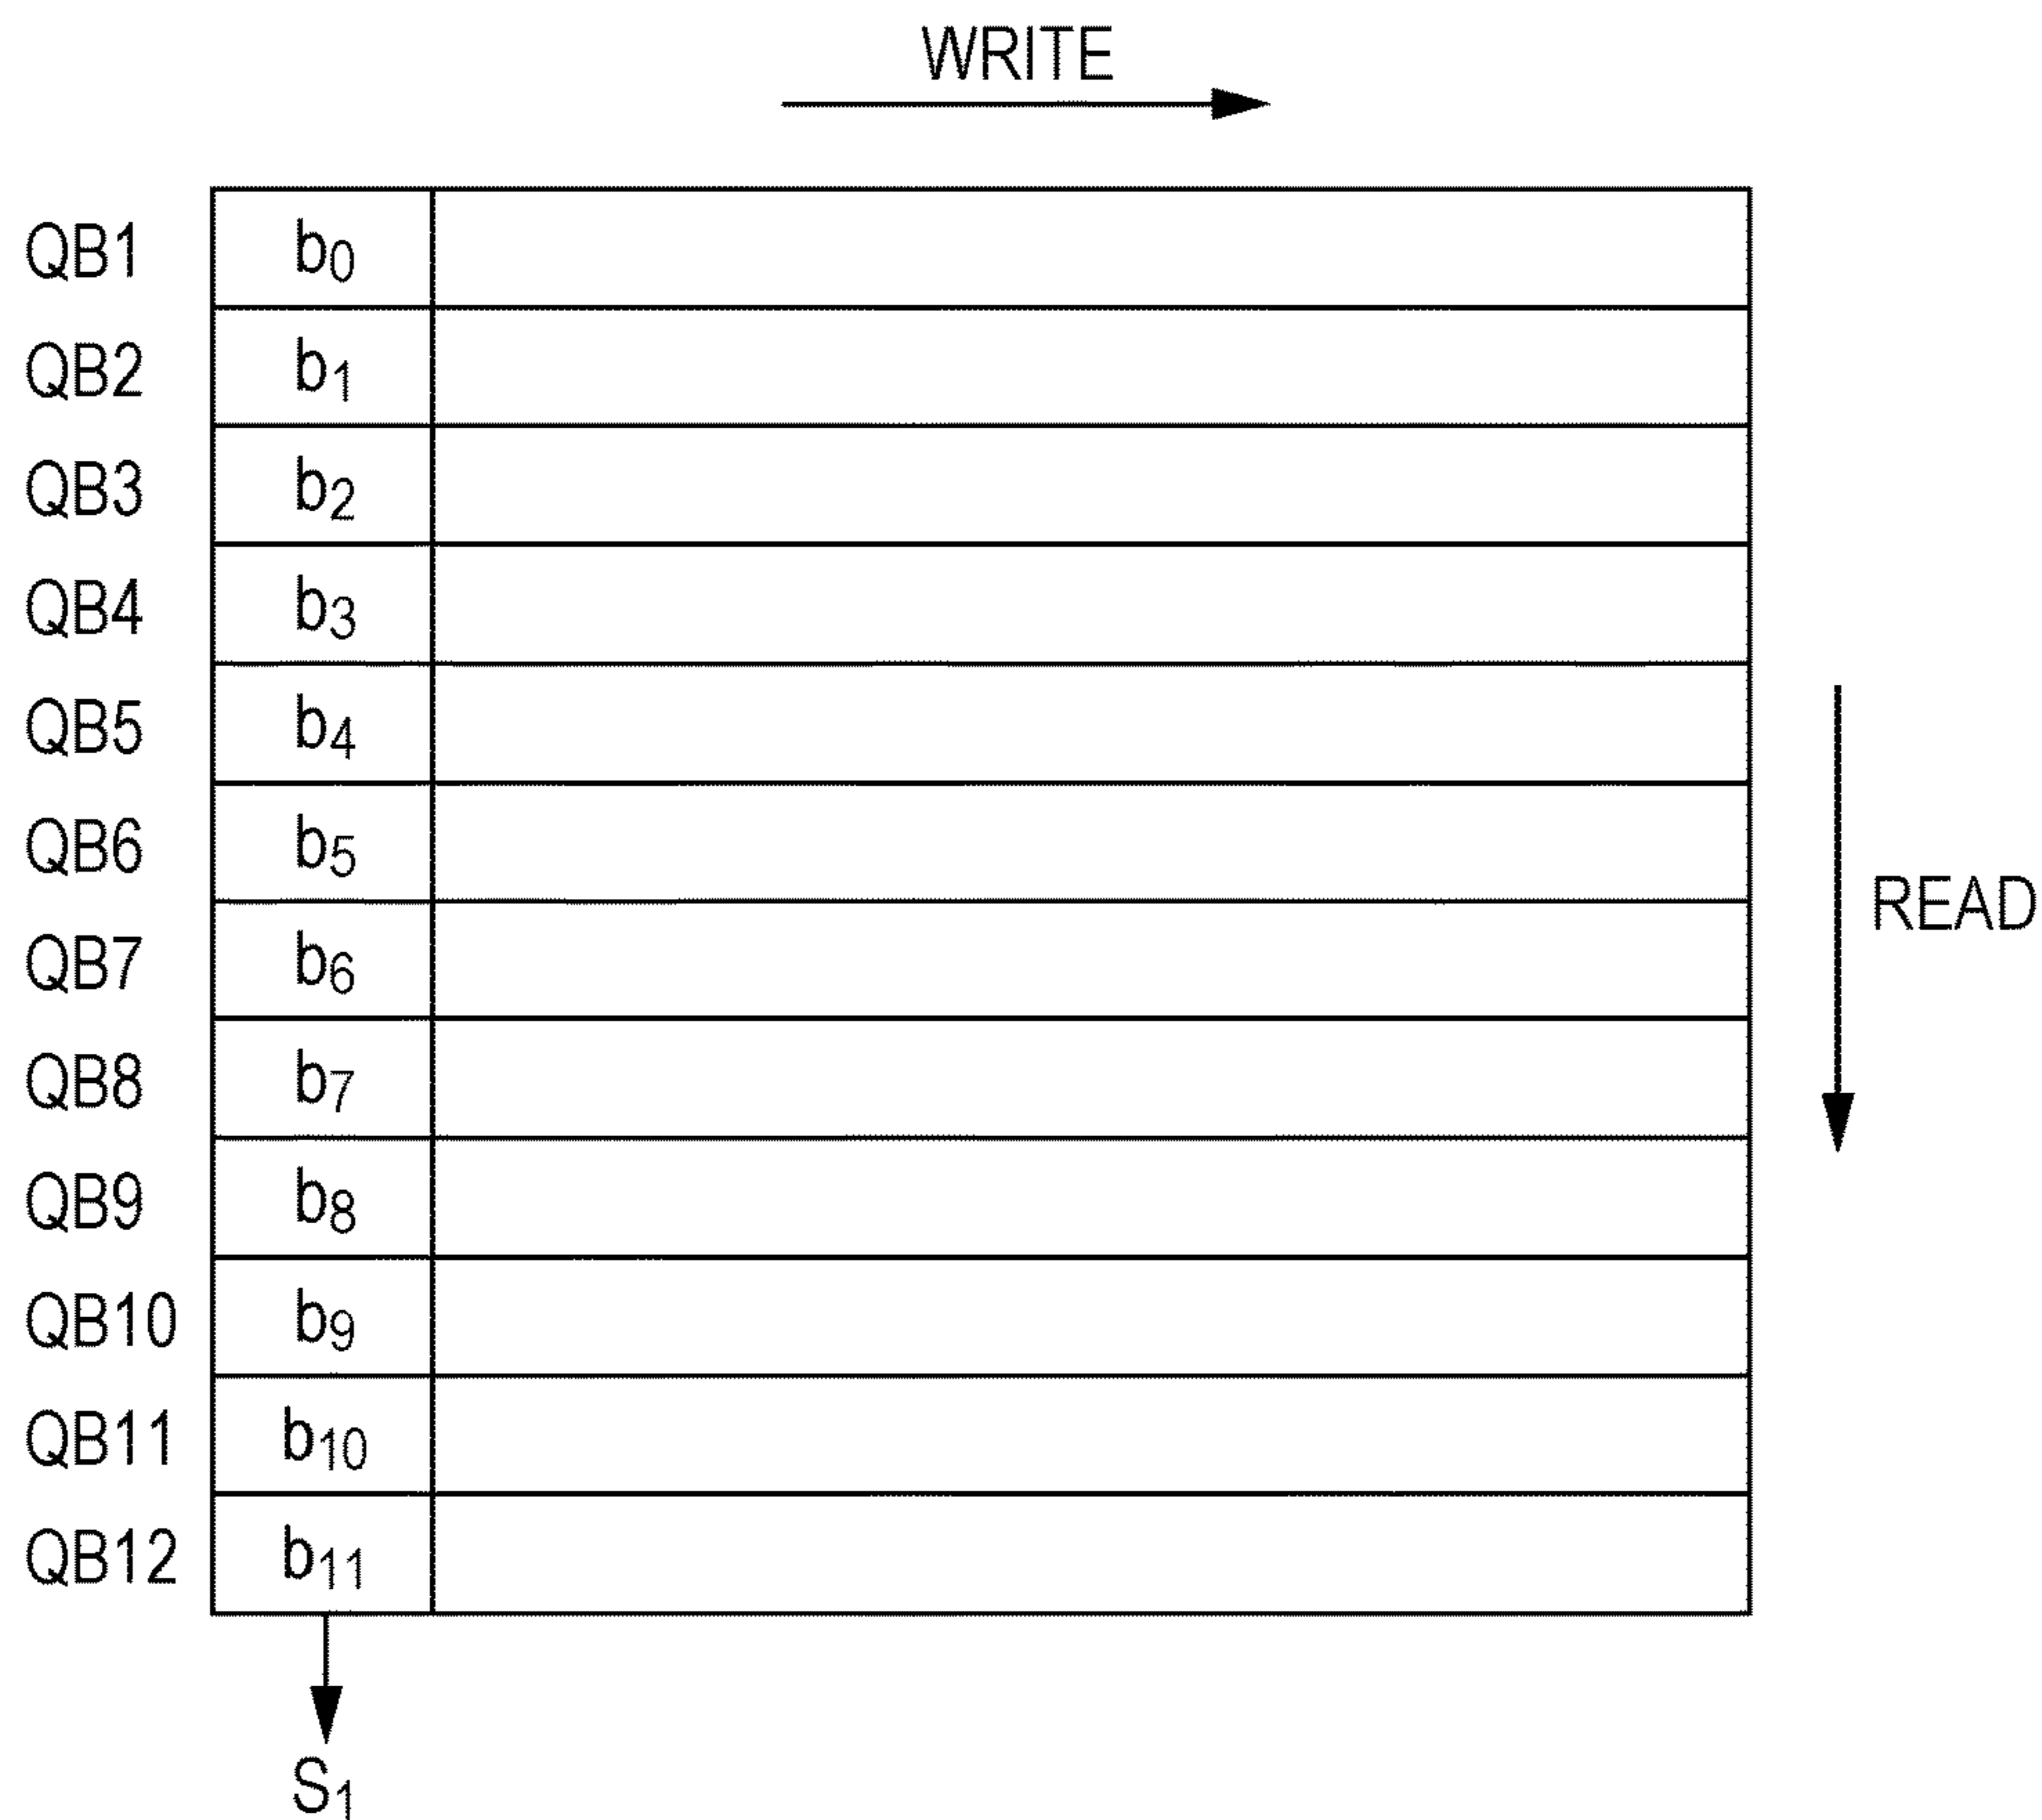 WRITE
QB1 b0
QB2 b1
QB3 b2
QB4 b3
QB5 b4
QB6 b5
QB7 b6
READ
QB8 b7
QB9 b8
QB10 b9
QB11 b10
QB12 b11
S1